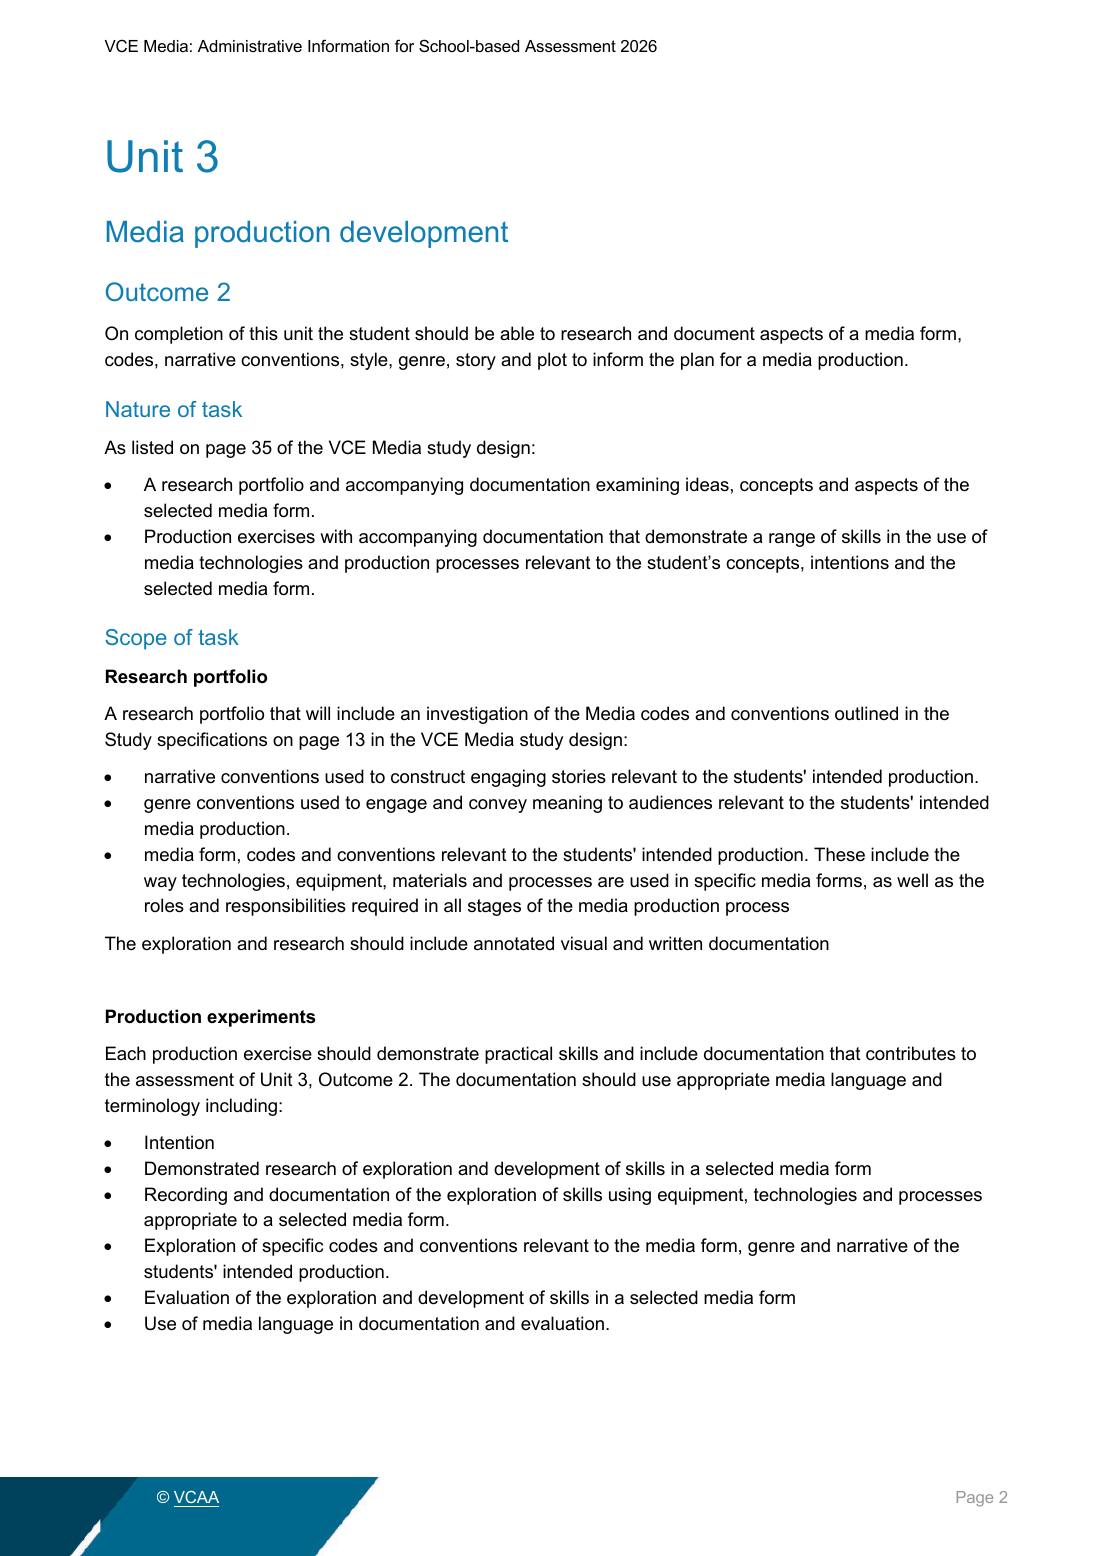 VCE Media: Administrative Information for School-based Assessment 2026
Unit 3
Media production development
Outcome 2
On completion of this unit the student should be able to research and document aspects of a media form,
codes, narrative conventions, style, genre, story and plot to inform the plan for a media production.
Nature of task
As listed on page 35 of the VCE Media study design:
• A research portfolio and accompanying documentation examining ideas, concepts and aspects of the
selected media form.
• Production exercises with accompanying documentation that demonstrate a range of skills in the use of
media technologies and production processes relevant to the student’s concepts, intentions and the
selected media form.
Scope of task
Research portfolio
A research portfolio that will include an investigation of the Media codes and conventions outlined in the
Study specifications on page 13 in the VCE Media study design:
• narrative conventions used to construct engaging stories relevant to the students' intended production.
• genre conventions used to engage and convey meaning to audiences relevant to the students' intended
media production.
• media form, codes and conventions relevant to the students' intended production. These include the
way technologies, equipment, materials and processes are used in specific media forms, as well as the
roles and responsibilities required in all stages of the media production process
The exploration and research should include annotated visual and written documentation
Production experiments
Each production exercise should demonstrate practical skills and include documentation that contributes to
the assessment of Unit 3, Outcome 2. The documentation should use appropriate media language and
terminology including:
• Intention
• Demonstrated research of exploration and development of skills in a selected media form
• Recording and documentation of the exploration of skills using equipment, technologies and processes
appropriate to a selected media form.
• Exploration of specific codes and conventions relevant to the media form, genre and narrative of the
students' intended production.
• Evaluation of the exploration and development of skills in a selected media form
• Use of media language in documentation and evaluation.
© VCAA
Page 2